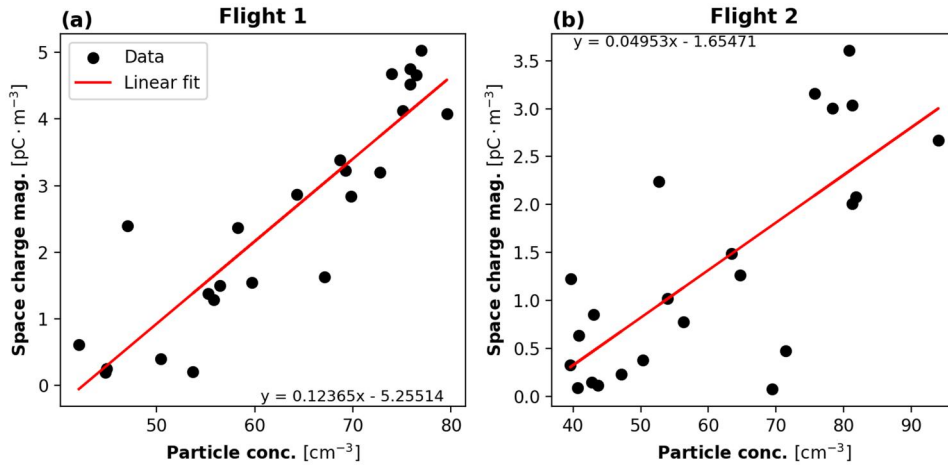 (a) Flight 1
Data
Linear fit
5
4
3
2
1
0
Space charge mag. [pC · m⁻³]
y = 0.12365x - 5.25514
50 60 70 80
Particle conc. [cm⁻³]
(b) Flight 2
y = 0.04953x - 1.65471
3.5
3.0
2.5
2.0
1.5
1.0
0.5
0.0
Space charge mag. [pC · m⁻³]
40 50 60 70 80 90
Particle conc. [cm⁻³]